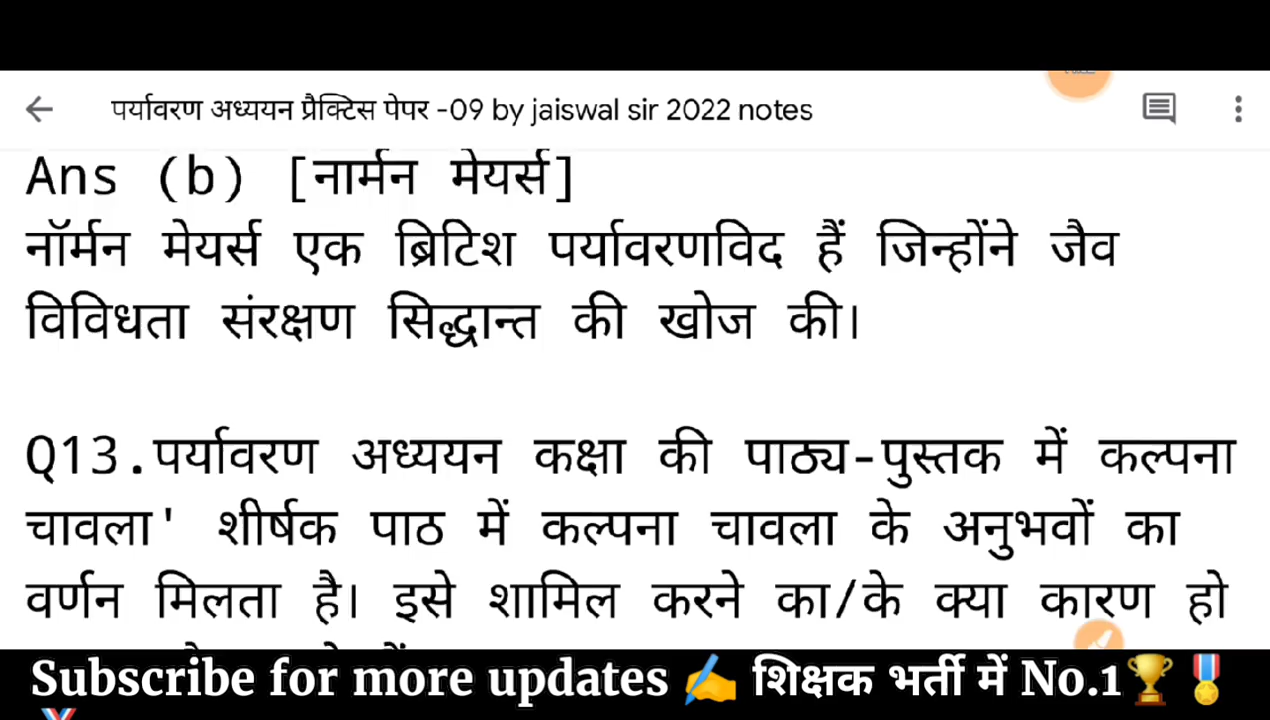 पर्यावरण अध्ययन प्रैक्टिस पेपर -09 by jaiswal sir 2022 notes
Ans (b) [नार्मन मेयर्स]
नॉर्मन मेयर्स एक ब्रिटिश पर्यावरणविद हैं जिन्होंने जैव
विविधता संरक्षण सिद्धान्त की खोज की।
Q13.पर्यावरण अध्ययन कक्षा की पाठ्य-पुस्तक में कल्पना
चावला' शीर्षक पाठ में कल्पना चावला के अनुभवों का
वर्णन मिलता है। इसे शामिल करने का/के क्या कारण हो
Subscribe for more updates ✍️ शिक्षक भर्ती में No.1🏆🎖️